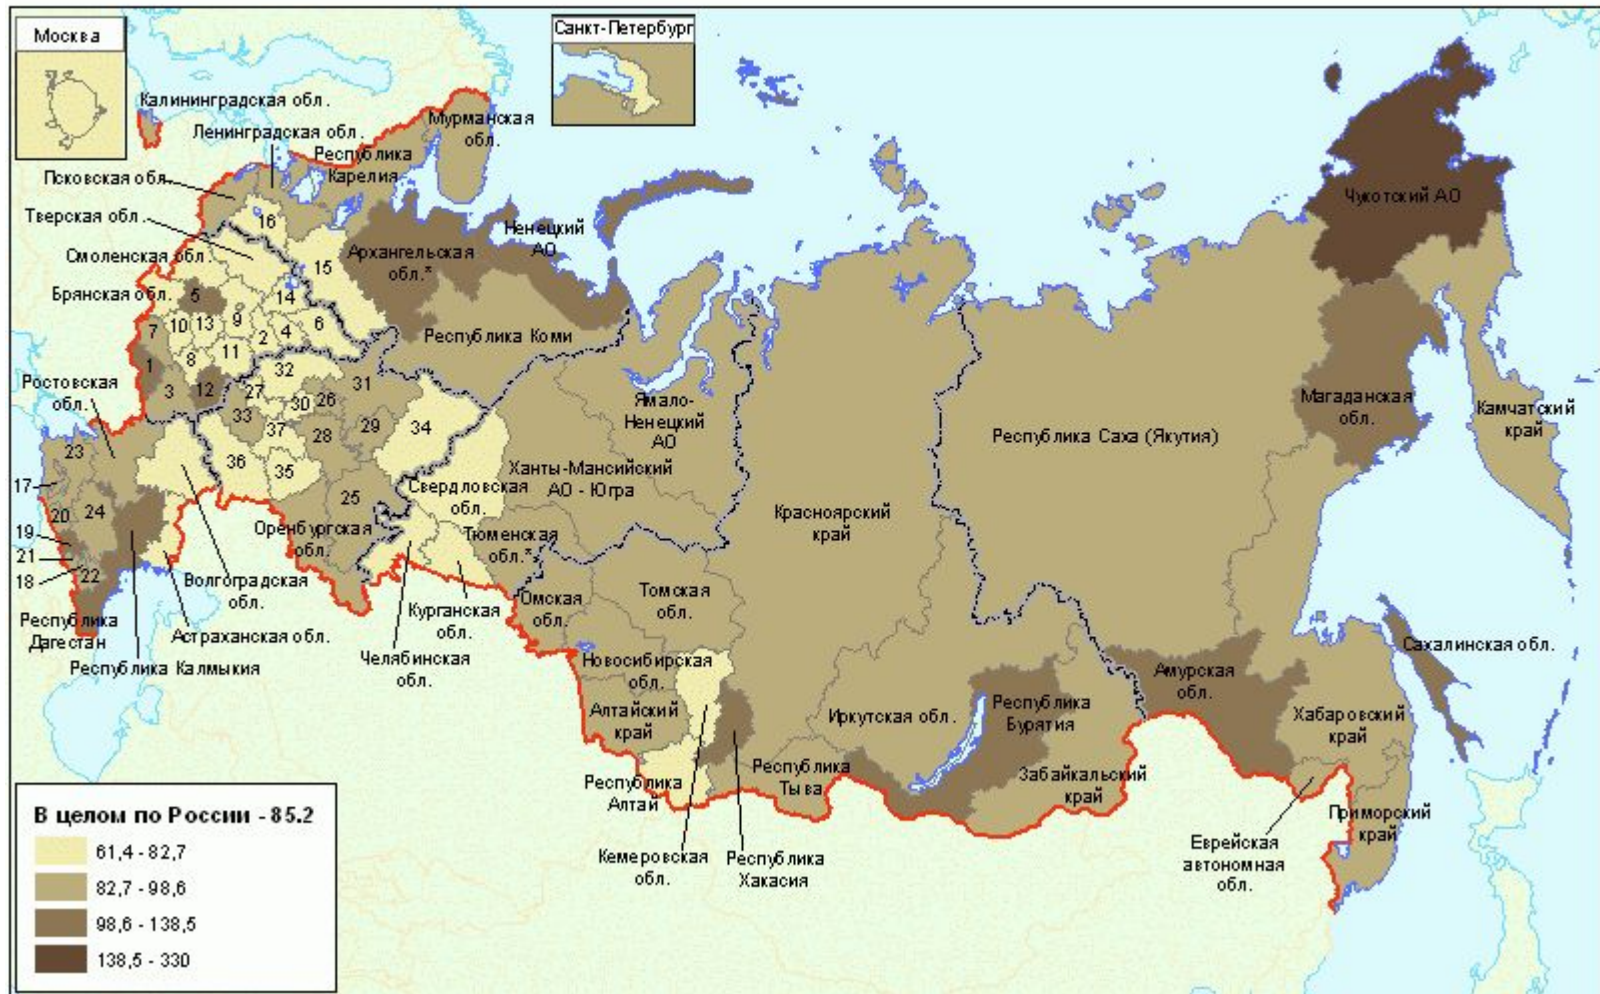 Москва
Санкт-Петербург
Калининградская обл.
Ленинградская обл.
Мурманская
обл.
Республика
Карелия
Псковская обл.
Тверская обл.
Смоленская обл.
Брянская обл.
16
15
14
5
7
10
13
9
2
4
6
8
11
1
3
12
Архангельская
обл.*
Ненецкий
АО
Республика Коми
Чукотский АО
Магаданская
обл.
Камчатский
край
Республика Саха (Якутия)
Ямало-
Ненецкий
АО
Ханты-Мансийский
АО - Югра
Красноярский
край
Ростовская
обл.
32
31
27
26
30
33
37
28
29
34
36
35
25
23
17
20
24
19
21
18
22
Свердловская
обл.
Оренбургская
обл.
Тюменская
обл.*
Волгоградская
обл.
Астраханская обл.
Республика
Дагестан
Республика Калмыкия
Курганская
обл.
Челябинская
обл.
Омская
обл.
Томская
обл.
Новосибирская
обл.
Алтайский
край
Республика
Алтай
Кемеровская
обл.
Республика
Хакасия
Республика
Тыва
Иркутская обл.
Республика
Бурятия
Забайкальский
край
Амурская
обл.
Сахалинская обл.
Хабаровский
край
Приморский
край
Еврейская
автономная
обл.
В целом по России - 85.2
61,4 - 82,7
82,7 - 98,6
98,6 - 138,5
138,5 - 330